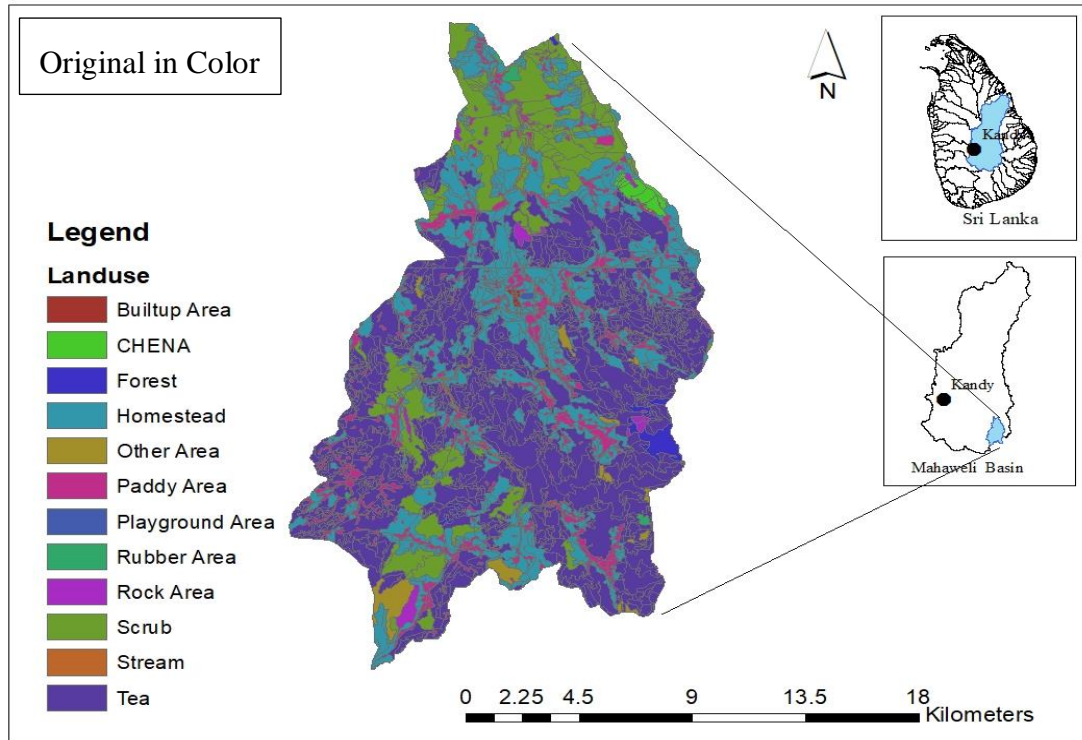 Original in Color
N
Kandy
Sri Lanka
Legend
Landuse
Builtup Area
CHENA
Forest
Homestead
Other Area
Paddy Area
Playground Area
Rubber Area
Rock Area
Scrub
Stream
Tea
Kandy
Mahaweli Basin
0 2.25 4.5 9 13.5 18
Kilometers